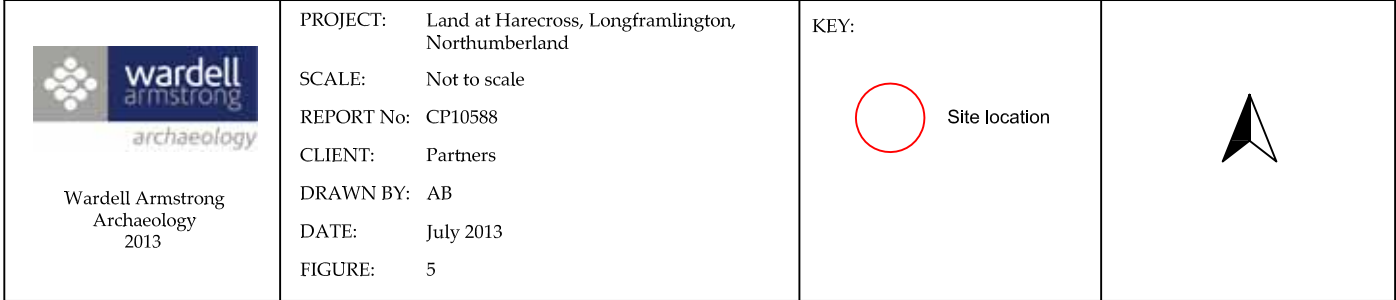 wardell
armstrong
archaeology
Wardell Armstrong
Archaeology
2013
PROJECT: Land at Harecross, Longframlington,
Northumberland
SCALE: Not to scale
REPORT No: CP10588
CLIENT: Partners
DRAWN BY: AB
DATE: July 2013
FIGURE: 5
KEY:
Site location